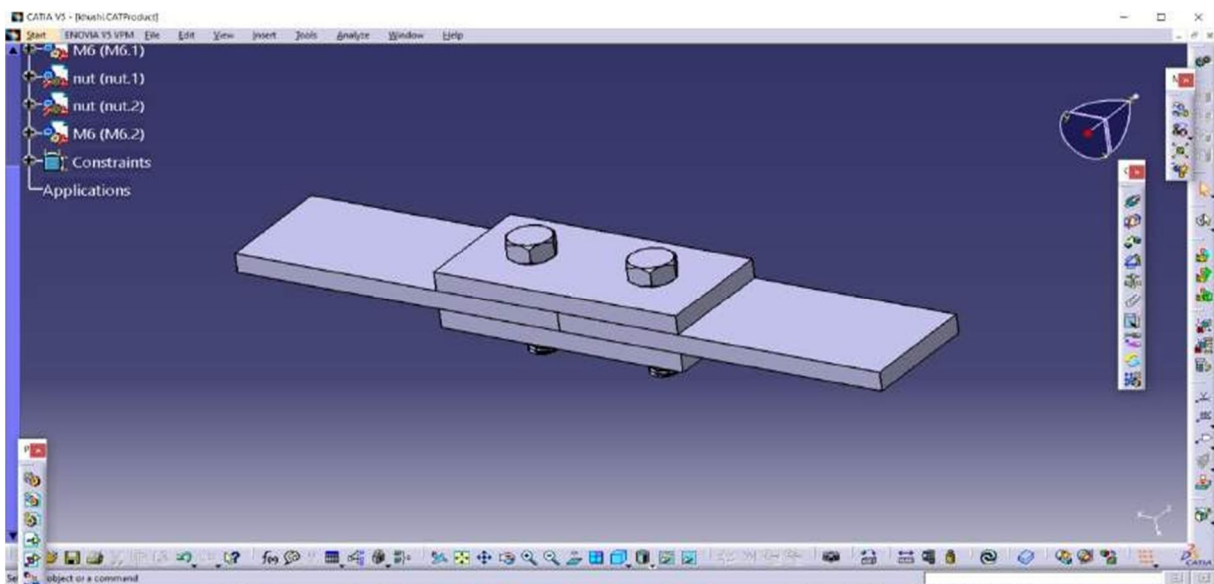 CATIA V5 - [khushi.CATProduct]
Start ENOVIA V5 VPM File Edit View Insert Tools Analyze Window Help
M6 (M6.1)
nut (nut.1)
nut (nut.2)
M6 (M6.2)
Constraints
Applications
object or a command
CATIA